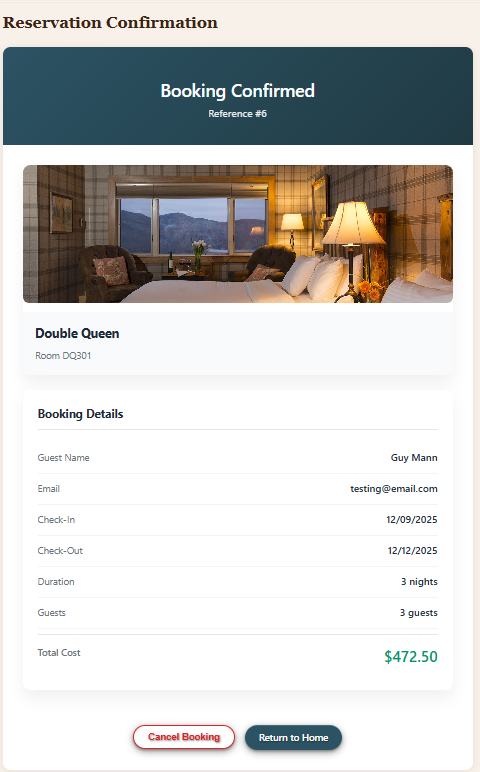 Reservation Confirmation
Booking Confirmed
Reference #6
Double Queen
Room DQ301
Booking Details
Guest Name Guy Mann
Email testing@email.com
Check-In 12/09/2025
Check-Out 12/12/2025
Duration 3 nights
Guests 3 guests
Total Cost $472.50
Cancel Booking Return to Home